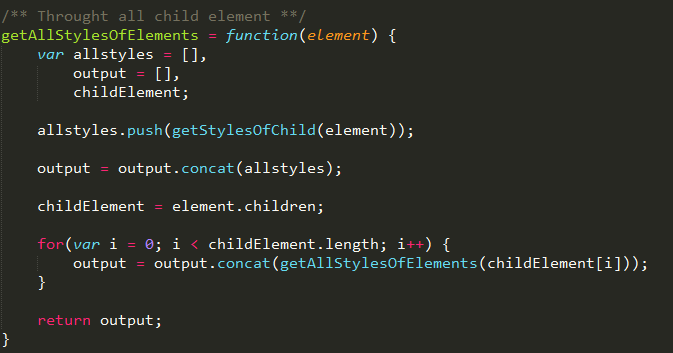 /** Throught all child element **/
getAllStylesOfElements = function(element) {
    var allstyles = [],
        output = [],
        childElement;

    allstyles.push(getStylesOfChild(element));

    output = output.concat(allstyles);

    childElement = element.children;

    for(var i = 0; i < childElement.length; i++) {
        output = output.concat(getAllStylesOfElements(childElement[i]));
    }

    return output;
}